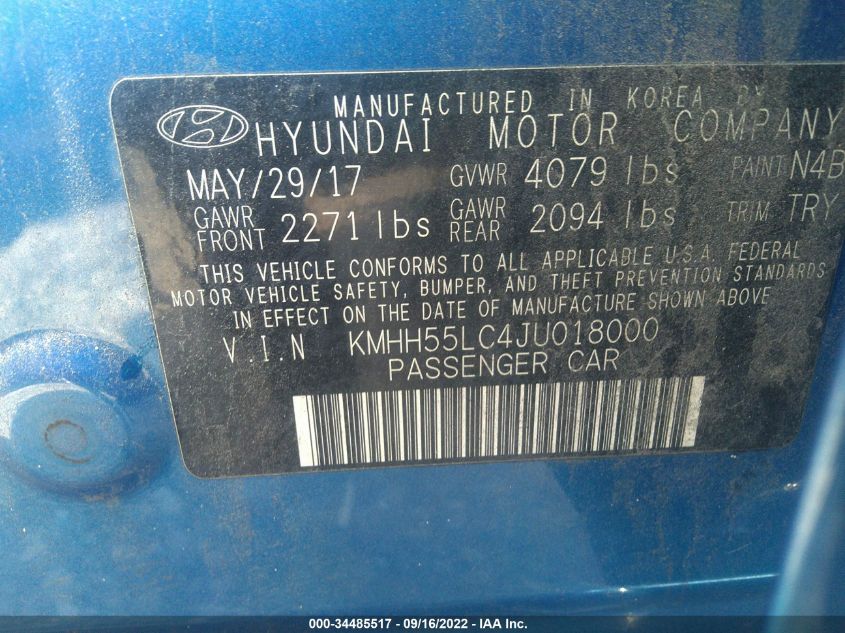 MANUFACTURED IN KOREA BY
HYUNDAI MOTOR COMPANY
MAY/29/17 GVWR 4079 lbs PAINT N4B
GAWR FRONT 2271 lbs GAWR REAR 2094 lbs TRIM TRY
THIS VEHICLE CONFORMS TO ALL APPLICABLE U.S.A. FEDERAL
MOTOR VEHICLE SAFETY, BUMPER, AND THEFT PREVENTION STANDARDS
IN EFFECT ON THE DATE OF MANUFACTURE SHOWN ABOVE
V.I.N KMHH55LC4JU018000
PASSENGER CAR
000-34485517 - 09/16/2022 - IAA Inc.